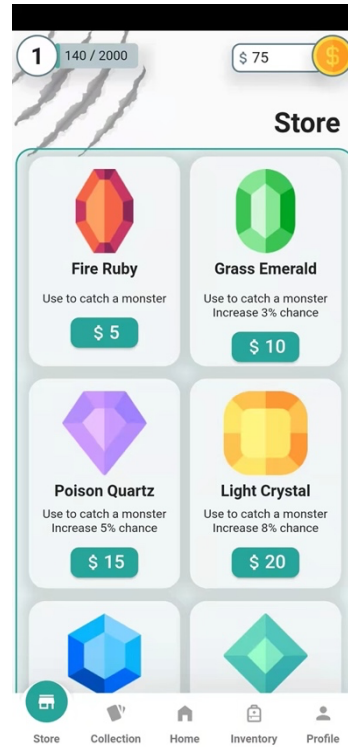 1
140 / 2000
$ 75
$
Store
Fire Ruby
Use to catch a monster
$ 5
Grass Emerald
Use to catch a monster
Increase 3% chance
$ 10
Poison Quartz
Use to catch a monster
Increase 5% chance
$ 15
Light Crystal
Use to catch a monster
Increase 8% chance
$ 20
Store
Collection
Home
Inventory
Profile